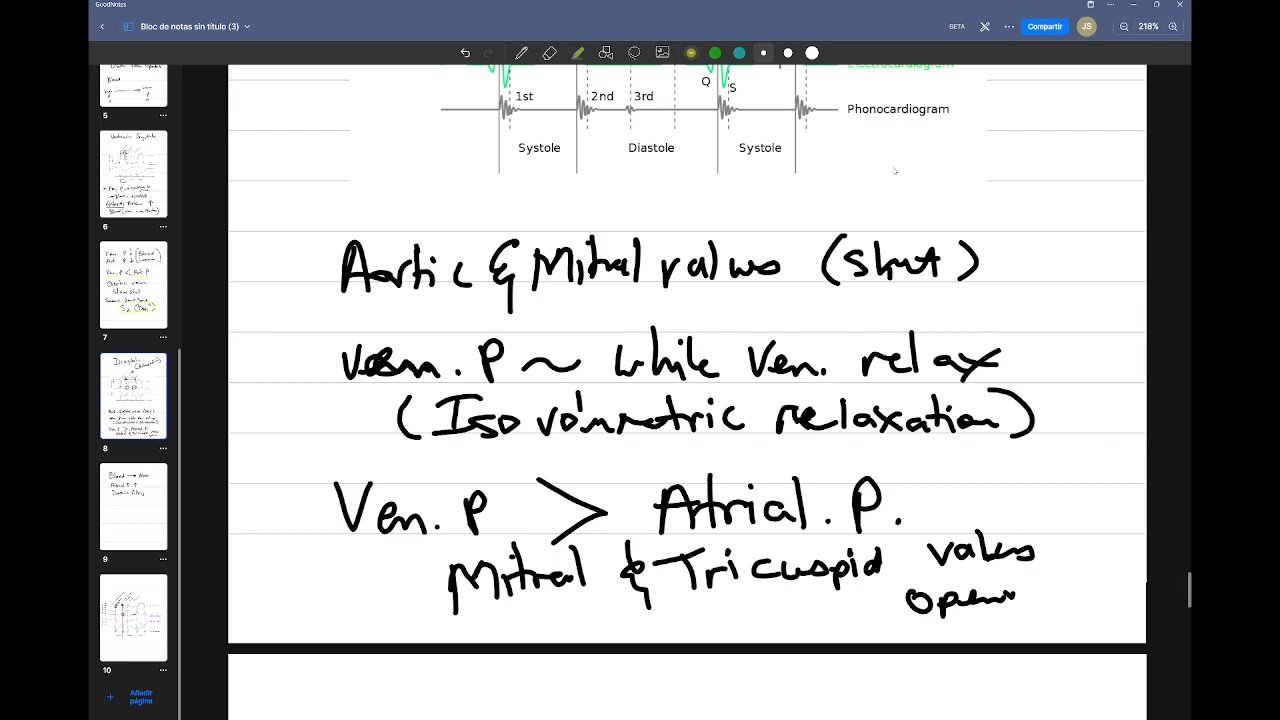 GoodNotes
Bloc de notas sin título (3)
BETA
Compartir
JS
218%
Electrocardiogram
Q
S
1st
2nd
3rd
Phonocardiogram
Systole
Diastole
Systole
Aortic & Mitral valves (shut)
Ven. P ~ while Ven. relax
(Isovolumetric relaxation)
Ven. P > Atrial. P.
Mitral & Tricuspid valves
open
5
6
7
8
9
10
Añadir
página